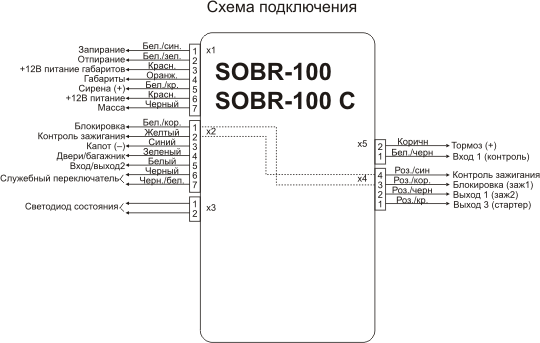 Схема подключения
SOBR-100
SOBR-100 C
x1
Запирание Бел./син. 1
Отпирание Бел./зел. 2
+12В питание габаритов Красн. 3
Габариты Оранж. 4
Сирена (+) Бел./кр. 5
+12В питание Красн. 6
Масса Черный 7
x2
Блокировка Бел./кор. 1
Контроль зажигания Желтый 2
Капот (–) Синий 3
Двери/багажник Зеленый 4
Вход/выход2 Белый 5
Служебный переключатель Черный 6
Черн./бел. 7
x3
Светодиод состояния 1
2
x5
2 Коричн Тормоз (+)
1 Бел./черн Вход 1 (контроль)
x4
4 Роз./син Контроль зажигания
3 Роз./кор. Блокировка (заж1)
2 Роз./черн Выход 1 (заж2)
1 Роз./кр. Выход 3 (стартер)